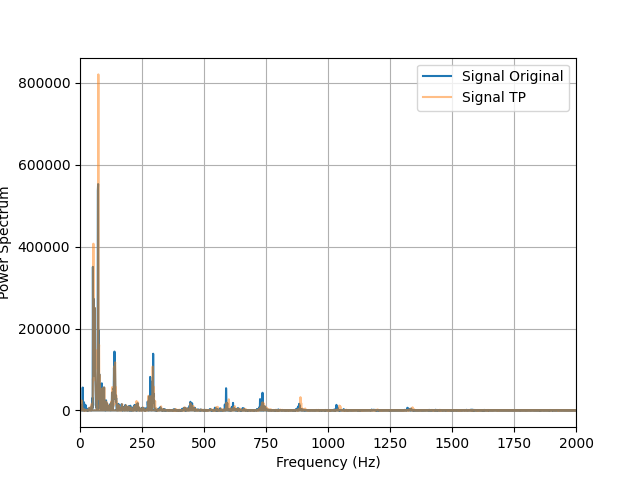 Signal Original
Signal TP
800000
600000
400000
200000
0
Power Spectrum
0 250 500 750 1000 1250 1500 1750 2000
Frequency (Hz)